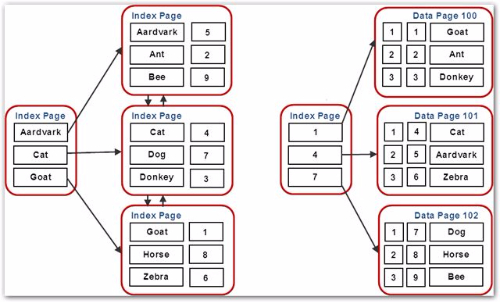 Index Page
Aardvark
Cat
Goat
Index Page
Aardvark 5
Ant 2
Bee 9
Index Page
Cat 4
Dog 7
Donkey 3
Index Page
Goat 1
Horse 8
Zebra 6
Index Page
1
4
7
Data Page 100
1 1 Goat
2 2 Ant
3 3 Donkey
Data Page 101
1 4 Cat
2 5 Aardvark
3 6 Zebra
Data Page 102
1 7 Dog
2 8 Horse
3 9 Bee